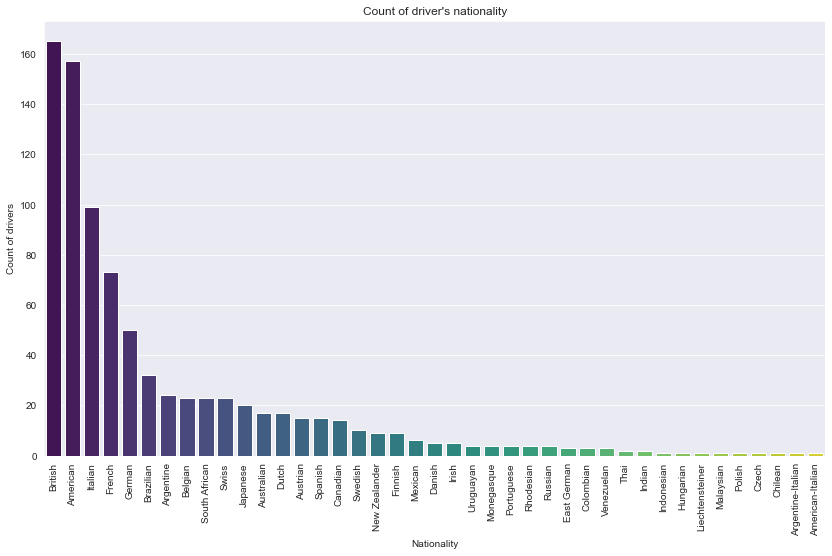 Count of driver's nationality
Count of drivers
160
140
120
100
80
60
40
20
0
British
American
Italian
French
German
Brazilian
Argentine
Belgian
South African
Swiss
Japanese
Australian
Dutch
Austrian
Spanish
Canadian
Swedish
New Zealander
Finnish
Mexican
Danish
Irish
Uruguayan
Monegasque
Portuguese
Rhodesian
Russian
East German
Colombian
Venezuelan
Thai
Indian
Indonesian
Hungarian
Liechtensteiner
Malaysian
Polish
Czech
Chilean
Argentine-Italian
American-Italian
Nationality